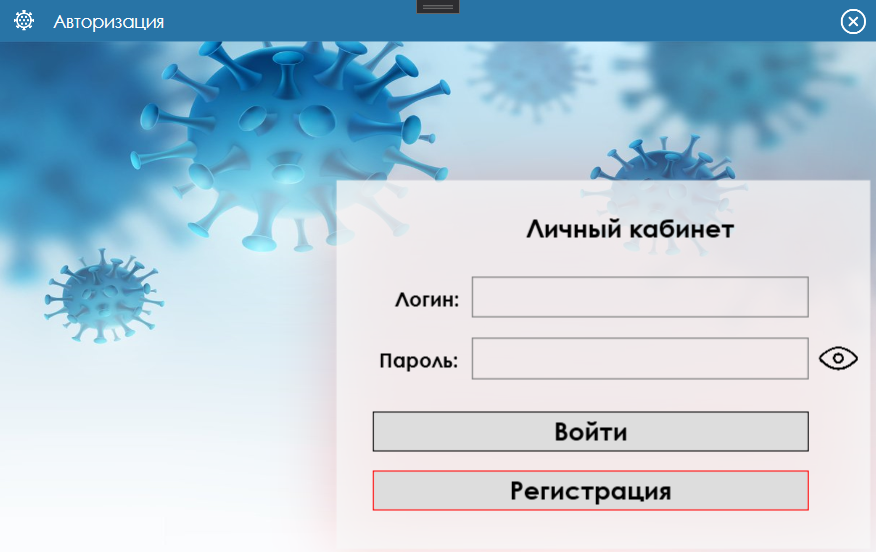 Авторизация
Личный кабинет
Логин:
Пароль:
Войти
Регистрация